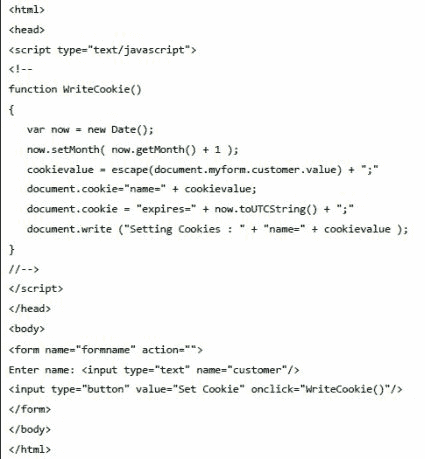 <html>
<head>
<script type="text/javascript">
<!--
function WriteCookie()
{
var now = new Date();
now.setMonth( now.getMonth() + 1 );
cookievalue = escape(document.myform.customer.value) + ";"
document.cookie="name=" + cookievalue;
document.cookie = "expires=" + now.toUTCString() + ";"
document.write ("Setting Cookies : " + "name=" + cookievalue );
}
//-->
</script>
</head>
<body>
<form name="formname" action="">
Enter name: <input type="text" name="customer"/>
<input type="button" value="Set Cookie" onclick="WriteCookie()"/>
</form>
</body>
</html>